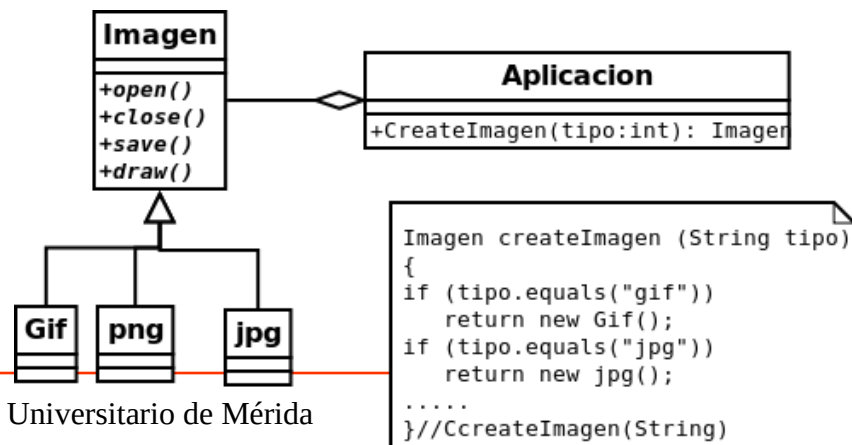 Imagen
+open()
+close()
+save()
+draw()
Aplicacion
+CreateImagen(tipo:int): Imagen
Gif
png
jpg
Imagen createImagen (String tipo)
{
if (tipo.equals("gif"))
return new Gif();
if (tipo.equals("jpg"))
return new jpg();
.....
}//CcreateImagen(String)
Universitario de Mérida